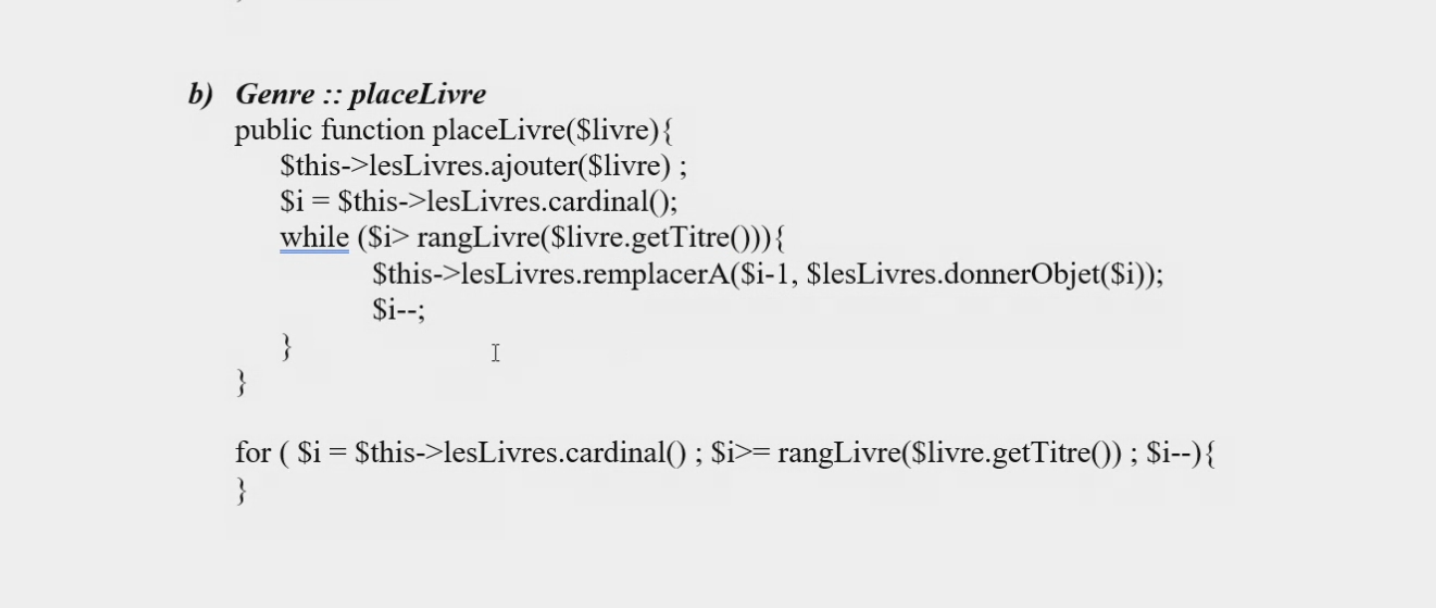 b) Genre :: placeLivre
public function placeLivre($livre){
$this->lesLivres.ajouter($livre) ;
$i = $this->lesLivres.cardinal();
while ($i> rangLivre($livre.getTitre())){
$this->lesLivres.remplacerA($i-1, $lesLivres.donnerObjet($i));
$i--;
}
}
for ( $i = $this->lesLivres.cardinal() ; $i>= rangLivre($livre.getTitre()) ; $i--){
}